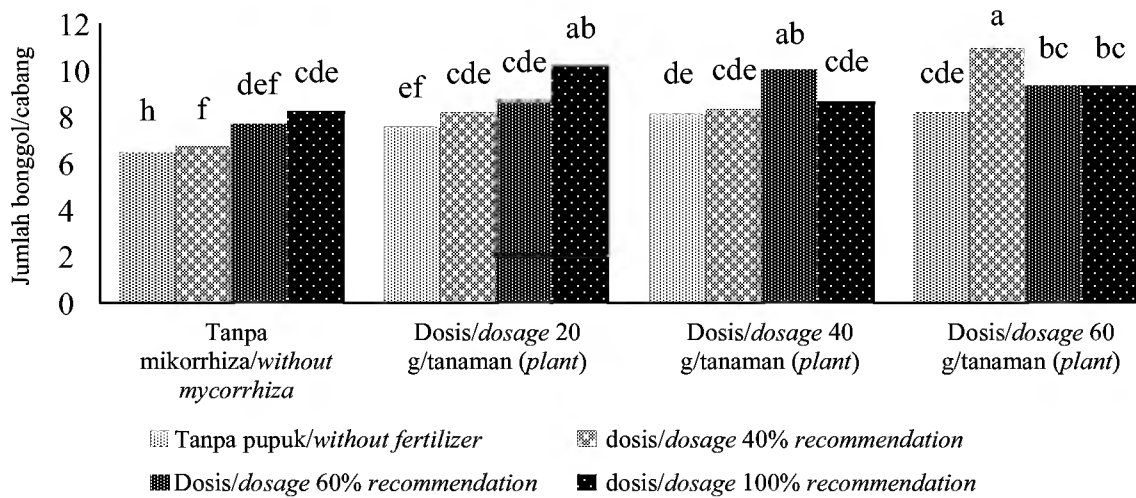 Jumlah bonggol/cabang
12
10
8
6
4
2
0
h
f
def
cde
ef
cde
cde
ab
de
cde
ab
cde
cde
a
bc
bc
Tanpa
mikorrhiza/without
mycorrhiza
Dosis/dosage 20
g/tanaman (plant)
Dosis/dosage 40
g/tanaman (plant)
Dosis/dosage 60
g/tanaman (plant)
Tanpa pupuk/without fertilizer
dosis/dosage 40% recommendation
Dosis/dosage 60% recommendation
dosis/dosage 100% recommendation